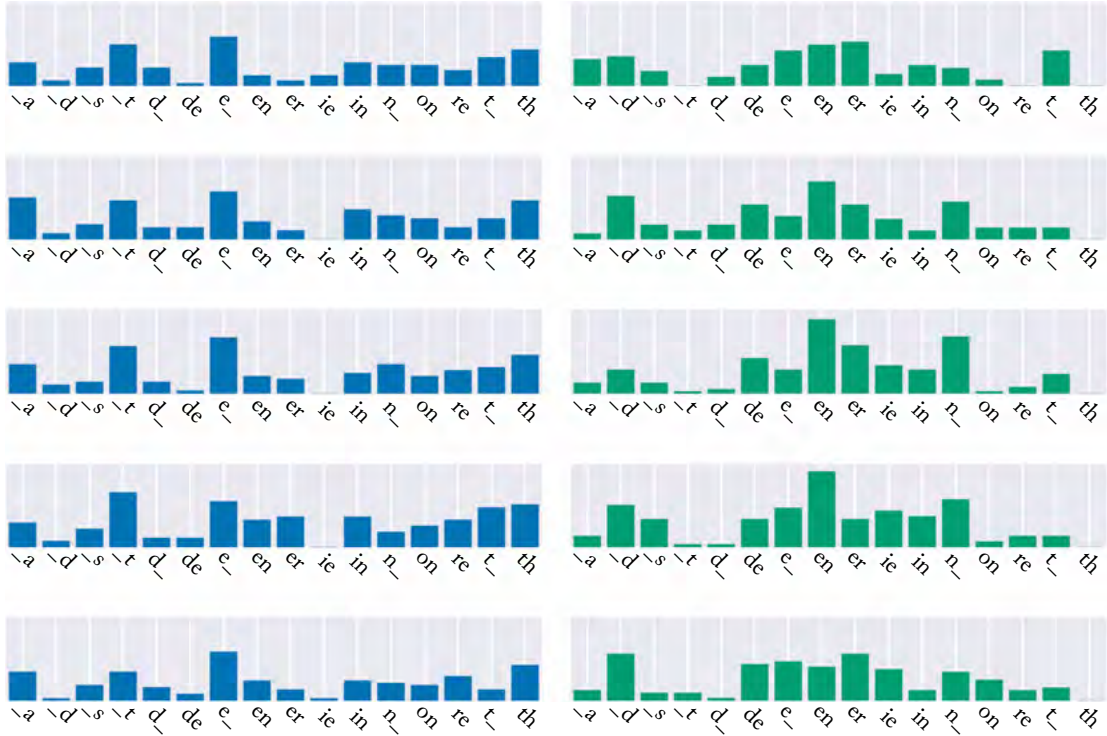 _a _d _s _t d_ de e_ en er ie in n_ on re t_ th
_a _d _s _t d_ de e_ en er ie in n_ on re t_ th
_a _d _s _t d_ de e_ en er ie in n_ on re t_ th
_a _d _s _t d_ de e_ en er ie in n_ on re t_ th
_a _d _s _t d_ de e_ en er ie in n_ on re t_ th
_a _d _s _t d_ de e_ en er ie in n_ on re t_ th
_a _d _s _t d_ de e_ en er ie in n_ on re t_ th
_a _d _s _t d_ de e_ en er ie in n_ on re t_ th
_a _d _s _t d_ de e_ en er ie in n_ on re t_ th
_a _d _s _t d_ de e_ en er ie in n_ on re t_ th